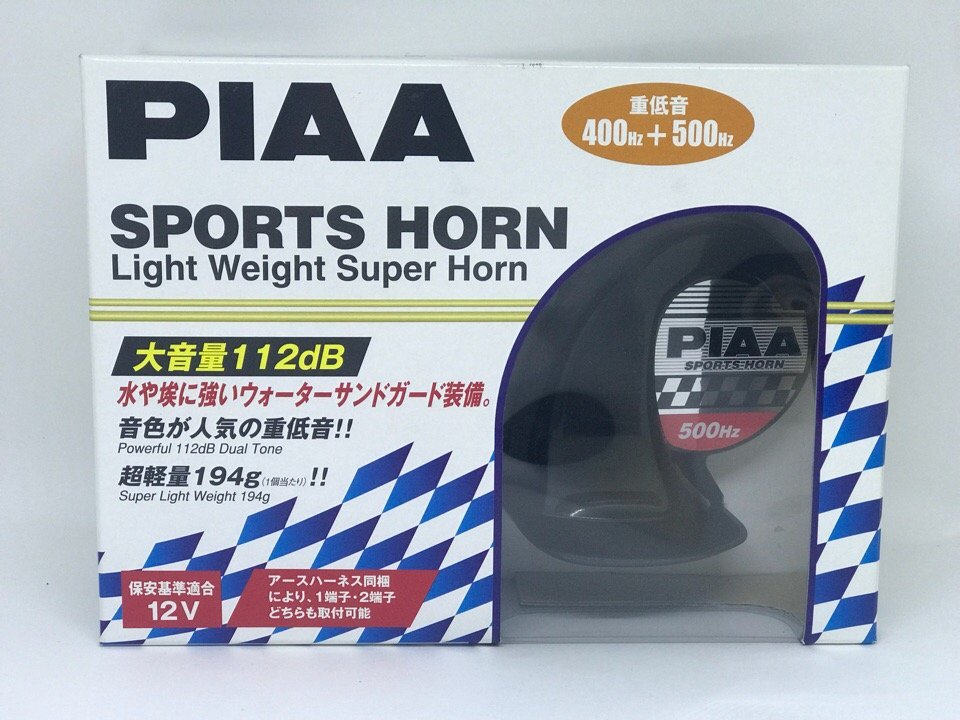 PIAA
重低音
400Hz+500Hz
SPORTS HORN
Light Weight Super Horn
大音量112dB
水や埃に強いウォーターサンドガード装備。
音色が人気の重低音!!
Powerful 112dB Dual Tone
超軽量194g(1個当たり)!!
Super Light Weight 194g
保安基準適合
12V
アースハーネス同梱
により、1端子・2端子
どちらも取付可能
PIAA
SPORTS HORN
500Hz